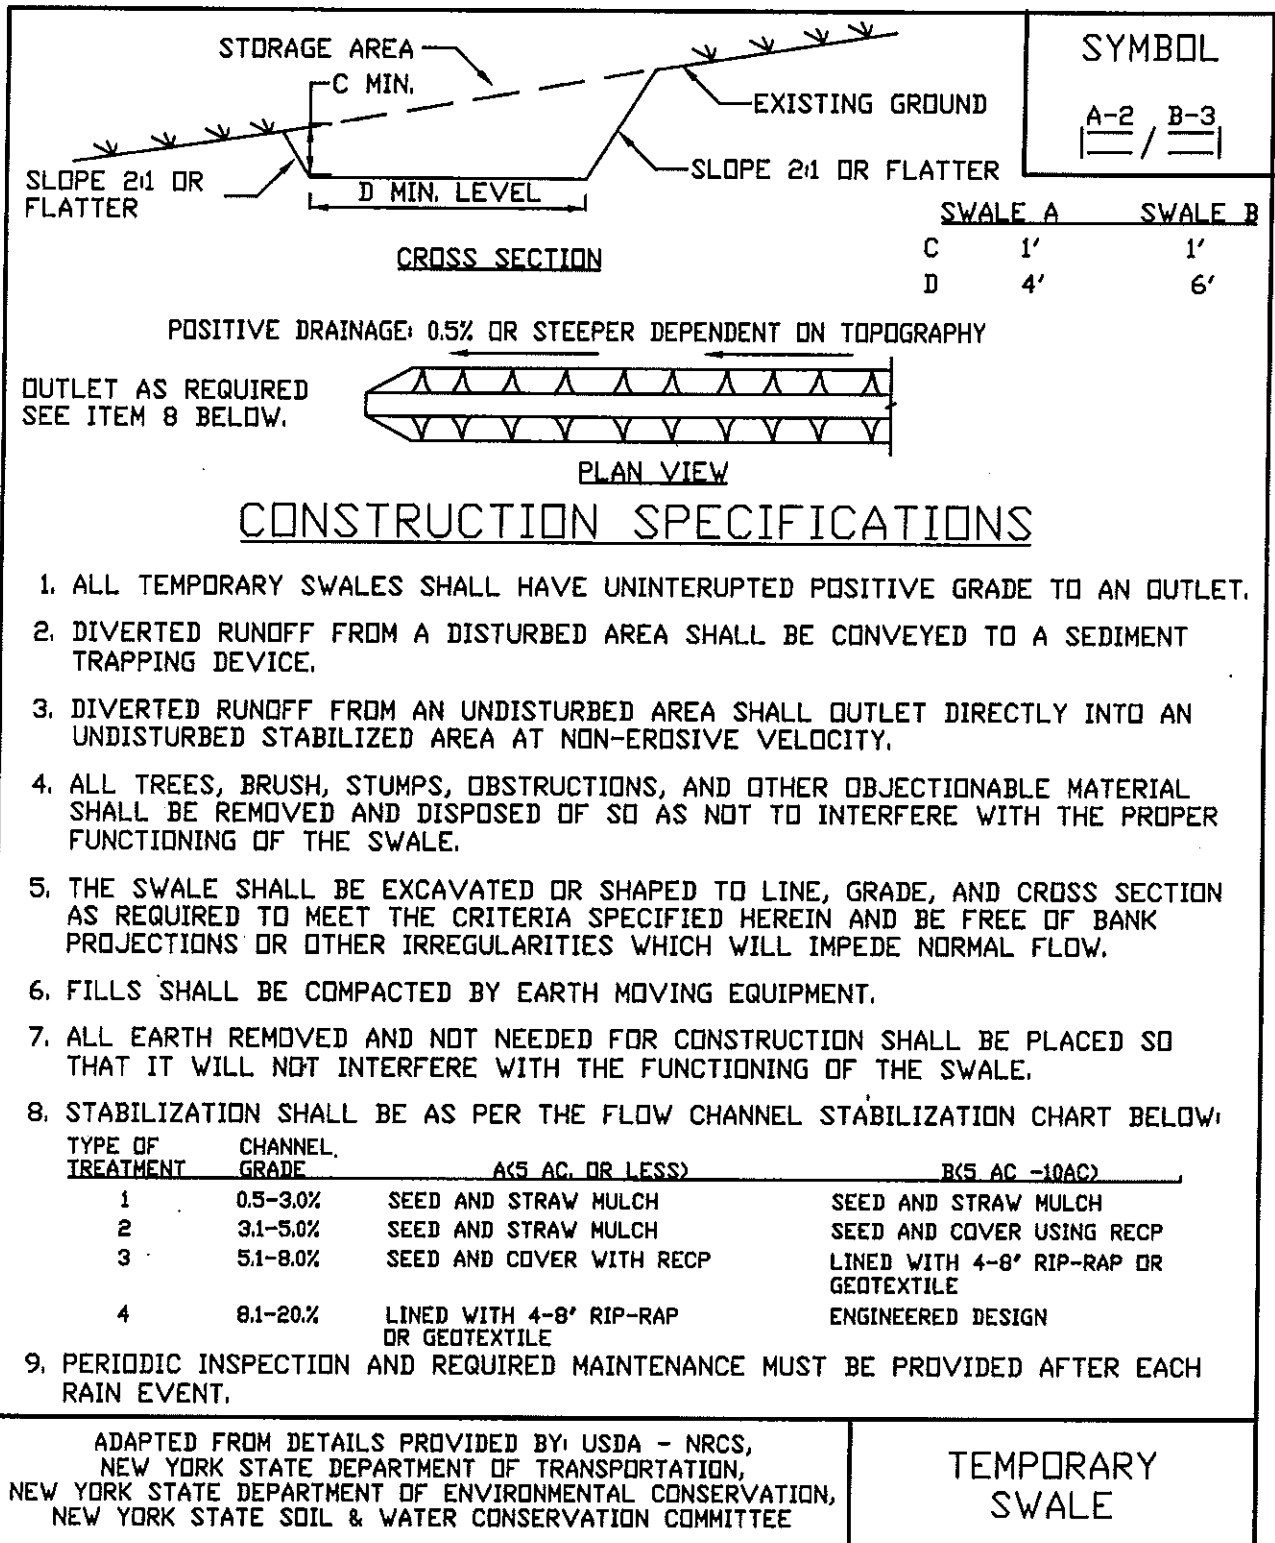 STORAGE AREA
C MIN.
EXISTING GROUND
SLOPE 2:1 OR
FLATTER
D MIN. LEVEL
SLOPE 2:1 OR FLATTER
CROSS SECTION
SYMBOL
A-2 / B-3
SWALE A SWALE B
C 1' 1'
D 4' 6'
POSITIVE DRAINAGE: 0.5% OR STEEPER DEPENDENT ON TOPOGRAPHY
OUTLET AS REQUIRED
SEE ITEM 8 BELOW.
PLAN VIEW
CONSTRUCTION SPECIFICATIONS
1. ALL TEMPORARY SWALES SHALL HAVE UNINTERUPTED POSITIVE GRADE TO AN OUTLET.
2. DIVERTED RUNOFF FROM A DISTURBED AREA SHALL BE CONVEYED TO A SEDIMENT
TRAPPING DEVICE.
3. DIVERTED RUNOFF FROM AN UNDISTURBED AREA SHALL OUTLET DIRECTLY INTO AN
UNDISTURBED STABILIZED AREA AT NON-EROSIVE VELOCITY.
4. ALL TREES, BRUSH, STUMPS, OBSTRUCTIONS, AND OTHER OBJECTIONABLE MATERIAL
SHALL BE REMOVED AND DISPOSED OF SO AS NOT TO INTERFERE WITH THE PROPER
FUNCTIONING OF THE SWALE.
5. THE SWALE SHALL BE EXCAVATED OR SHAPED TO LINE, GRADE, AND CROSS SECTION
AS REQUIRED TO MEET THE CRITERIA SPECIFIED HEREIN AND BE FREE OF BANK
PROJECTIONS OR OTHER IRREGULARITIES WHICH WILL IMPEDE NORMAL FLOW.
6. FILLS SHALL BE COMPACTED BY EARTH MOVING EQUIPMENT.
7. ALL EARTH REMOVED AND NOT NEEDED FOR CONSTRUCTION SHALL BE PLACED SO
THAT IT WILL NOT INTERFERE WITH THE FUNCTIONING OF THE SWALE.
8. STABILIZATION SHALL BE AS PER THE FLOW CHANNEL STABILIZATION CHART BELOW:
TYPE OF CHANNEL
TREATMENT GRADE A(5 AC. OR LESS) B(5 AC -10AC)
1 0.5-3.0% SEED AND STRAW MULCH SEED AND STRAW MULCH
2 3.1-5.0% SEED AND STRAW MULCH SEED AND COVER USING RECP
3 5.1-8.0% SEED AND COVER WITH RECP LINED WITH 4-8' RIP-RAP OR
GEOTEXTILE
4 8.1-20.% LINED WITH 4-8' RIP-RAP ENGINEERED DESIGN
OR GEOTEXTILE
9. PERIODIC INSPECTION AND REQUIRED MAINTENANCE MUST BE PROVIDED AFTER EACH
RAIN EVENT.
ADAPTED FROM DETAILS PROVIDED BY: USDA - NRCS,
NEW YORK STATE DEPARTMENT OF TRANSPORTATION,
NEW YORK STATE DEPARTMENT OF ENVIRONMENTAL CONSERVATION,
NEW YORK STATE SOIL & WATER CONSERVATION COMMITTEE
TEMPORARY
SWALE